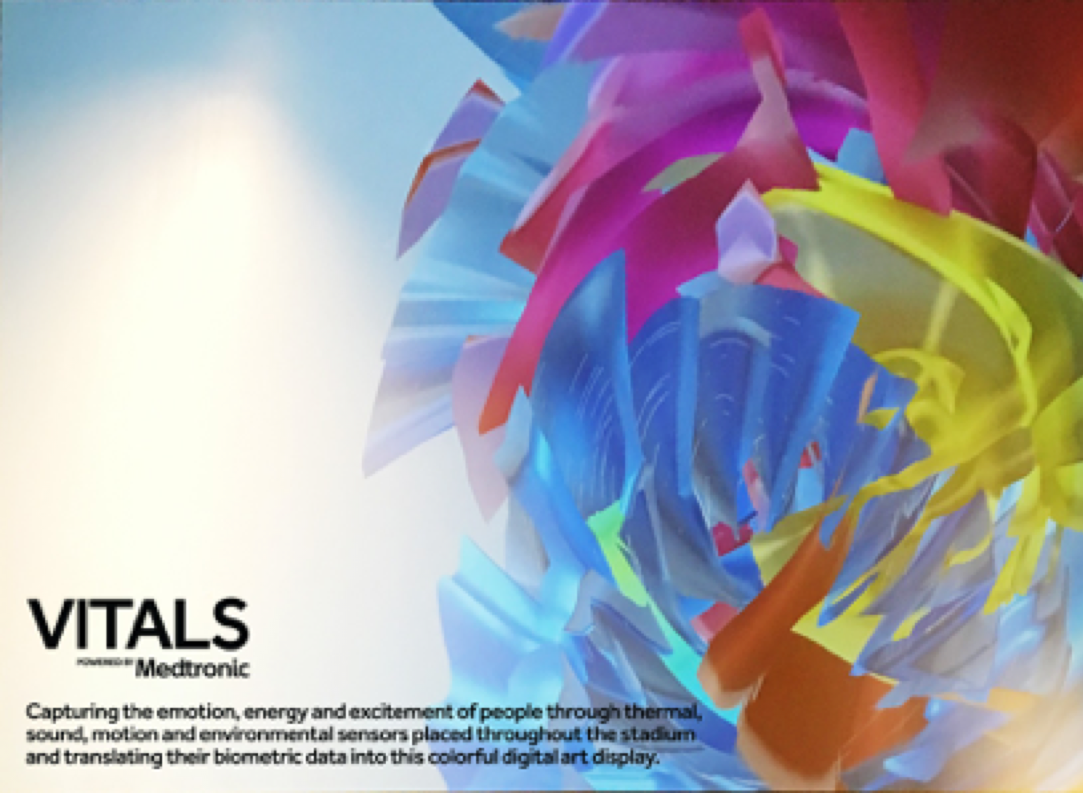 VITALS
POWERED BY Medtronic
Capturing the emotion, energy and excitement of people through thermal,
sound, motion and environmental sensors placed throughout the stadium
and translating their biometric data into this colorful digital art display.